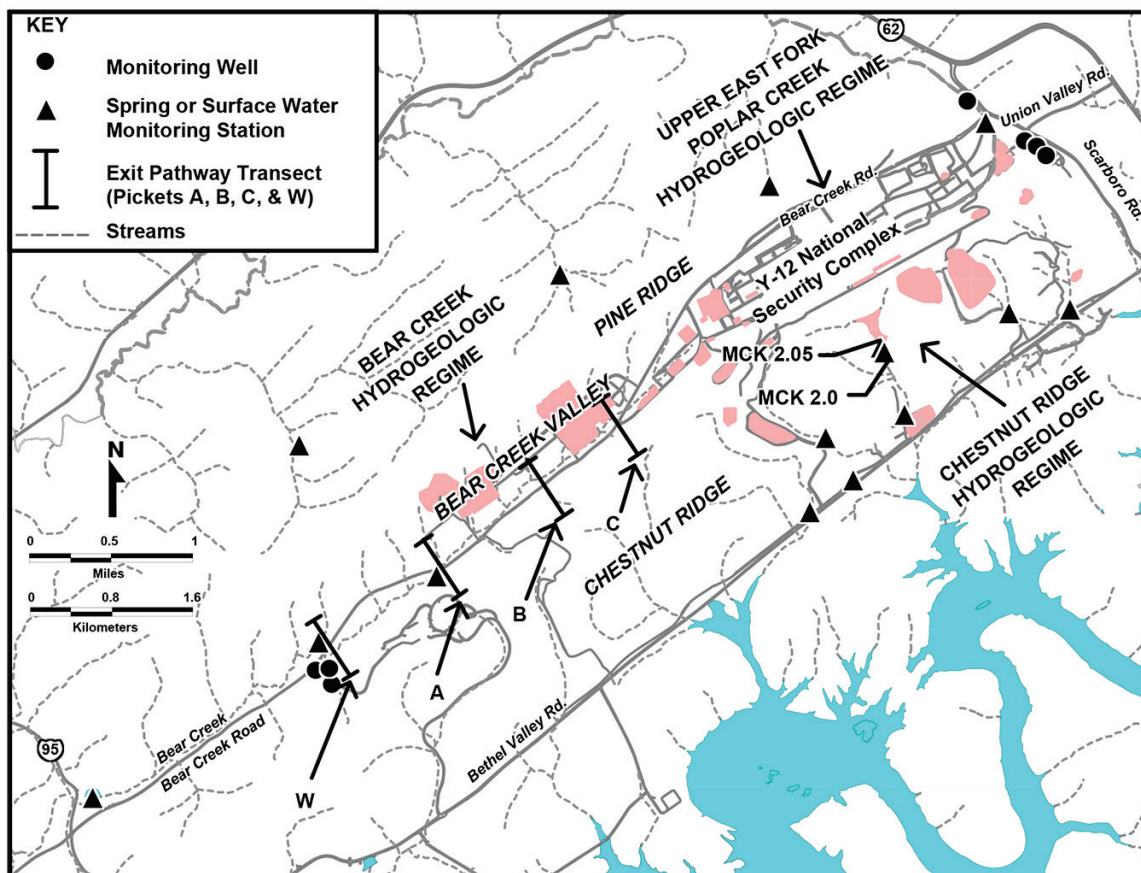 KEY
Monitoring Well
Spring or Surface Water
Monitoring Station
Exit Pathway Transect
(Pickets A, B, C, & W)
Streams
62
UPPER EAST FORK
POPLAR CREEK
HYDROGEOLOGIC REGIME
Union Valley Rd.
Scarboro Rd.
Bear Creek Rd.
Y-12 National
Security Complex
PINE RIDGE
BEAR CREEK
HYDROGEOLOGIC
REGIME
MCK 2.05
MCK 2.0
BEAR CREEK VALLEY
CHESTNUT RIDGE
HYDROGEOLOGIC
REGIME
N
0 0.5 1
Miles
0 0.8 1.6
Kilometers
C
CHESTNUT RIDGE
B
A
W
Bethel Valley Rd.
95
Bear Creek
Bear Creek Road